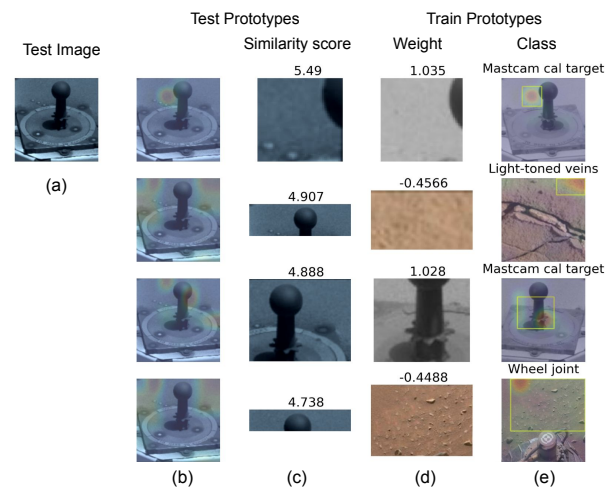 Test Prototypes Train Prototypes
Test Image Similarity score Weight Class
5.49 1.035 Mastcam cal target
(a)
4.907 -0.4566 Light-toned veins
4.888 1.028 Mastcam cal target
4.738 -0.4488 Wheel joint
(b) (c) (d) (e)